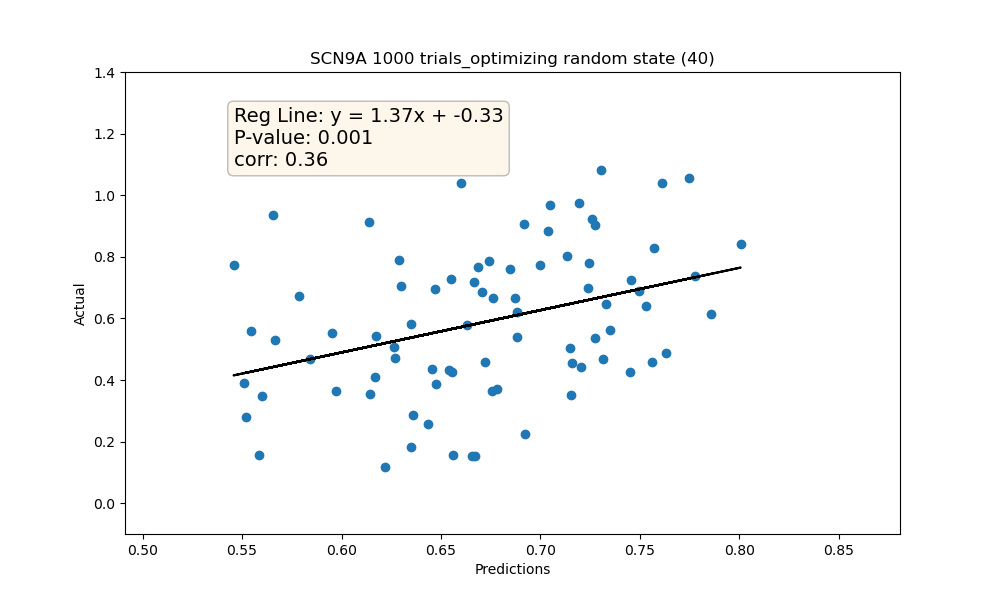 SCN9A 1000 trials_optimizing random state (40)
1.4
1.2
1.0
0.8
0.6
0.4
0.2
0.0
Actual
Reg Line: y = 1.37x + -0.33
P-value: 0.001
corr: 0.36
0.50 0.55 0.60 0.65 0.70 0.75 0.80 0.85
Predictions